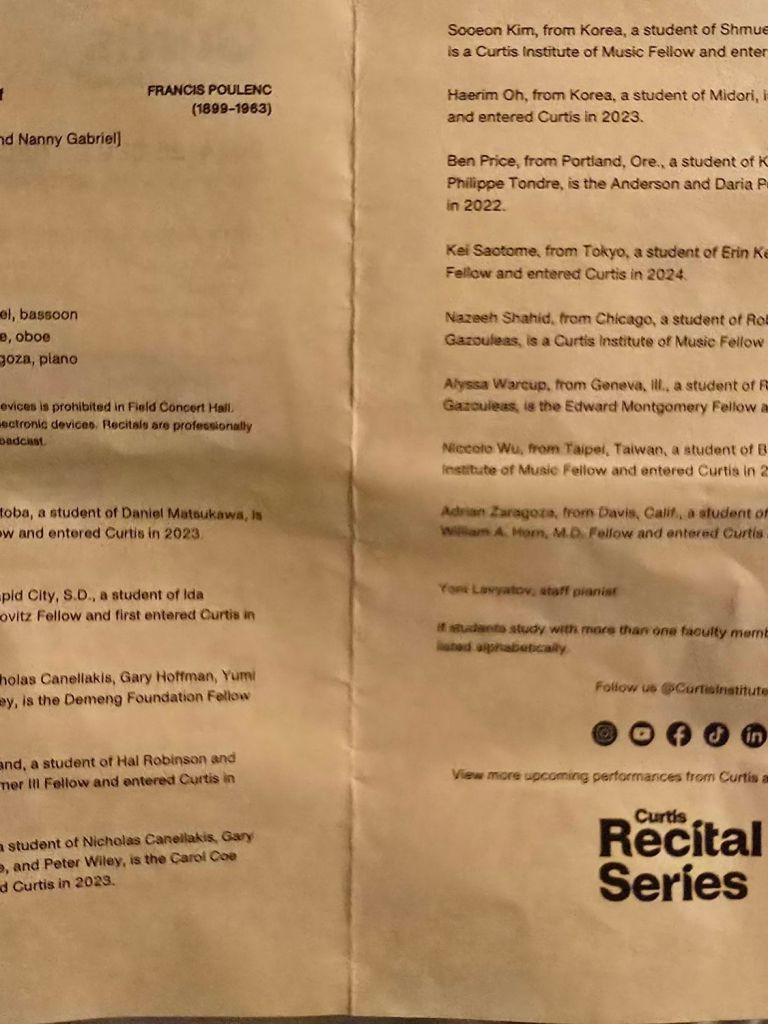 f
FRANCIS POULENC
(1899–1963)
nd Nanny Gabriel]
el, bassoon
e, oboe
goza, piano
evices is prohibited in Field Concert Hall.
lectronic devices. Recitals are professionally
oadcast.
toba, a student of Daniel Matsukawa, is
ow and entered Curtis in 2023.
pid City, S.D., a student of Ida
ovitz Fellow and first entered Curtis in
holas Canellakis, Gary Hoffman, Yumi
ey, is the Demeng Foundation Fellow
and, a student of Hal Robinson and
mer III Fellow and entered Curtis in
a student of Nicholas Canellakis, Gary
e, and Peter Wiley, is the Carol Coe
d Curtis in 2023.
Sooeon Kim, from Korea, a student of Shmue
is a Curtis Institute of Music Fellow and enter
Haerim Oh, from Korea, a student of Midori, i
and entered Curtis in 2023.
Ben Price, from Portland, Ore., a student of K
Philippe Tondre, is the Anderson and Daria P
in 2022.
Kei Saotome, from Tokyo, a student of Erin Ke
Fellow and entered Curtis in 2024.
Nazeeh Shahid, from Chicago, a student of Rob
Gazouleas, is a Curtis Institute of Music Fellow
Alyssa Warcup, from Geneva, Ill., a student of R
Gazouleas, is the Edward Montgomery Fellow a
Niccolo Wu, from Taipei, Taiwan, a student of B
Institute of Music Fellow and entered Curtis in 2
Adrian Zaragoza, from Davis, Calif., a student of
William A. Horn, M.D. Fellow and entered Curtis
Yoni Levyatov, staff pianist
If students study with more than one faculty memb
listed alphabetically.
Follow us @CurtisInstitute
View more upcoming performances from Curtis a
Curtis
Recital
Series